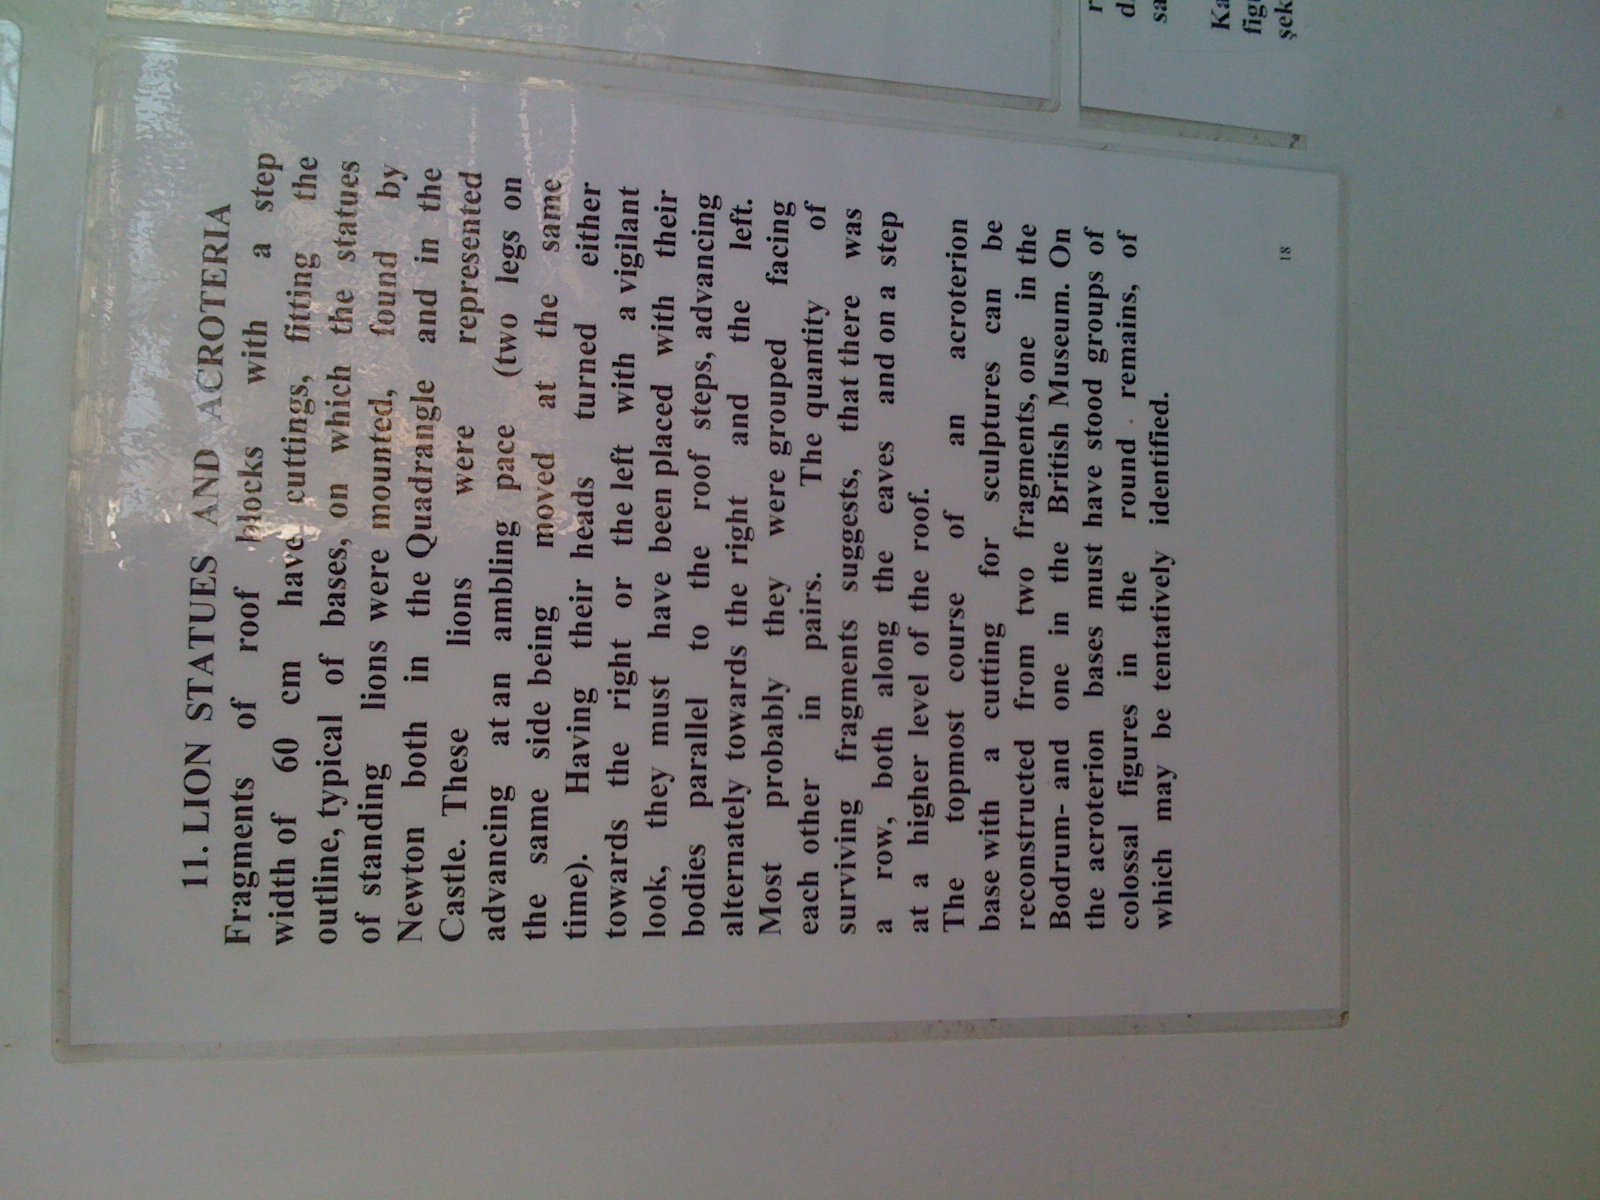 11. LION STATUES AND ACROTERIA
Fragments of roof blocks with a step
width of 60 cm have cuttings, fitting the
outline, typical of bases, on which the statues
of standing lions were mounted, found by
Newton both in the Quadrangle and in the
Castle. These lions were represented
advancing at an ambling pace (two legs on
the same side being moved at the same
time). Having their heads turned either
towards the right or the left with a vigilant
look, they must have been placed with their
bodies parallel to the roof steps, advancing
alternately towards the right and the left.
Most probably they were grouped facing
each other in pairs. The quantity of
surviving fragments suggests, that there was
a row, both along the eaves and on a step
at a higher level of the roof.
The topmost course of an acroterion
base with a cutting for sculptures can be
reconstructed from two fragments, one in the
Bodrum- and one in the British Museum. On
the acroterion bases must have stood groups of
colossal figures in the round remains, of
which may be tentatively identified.
18